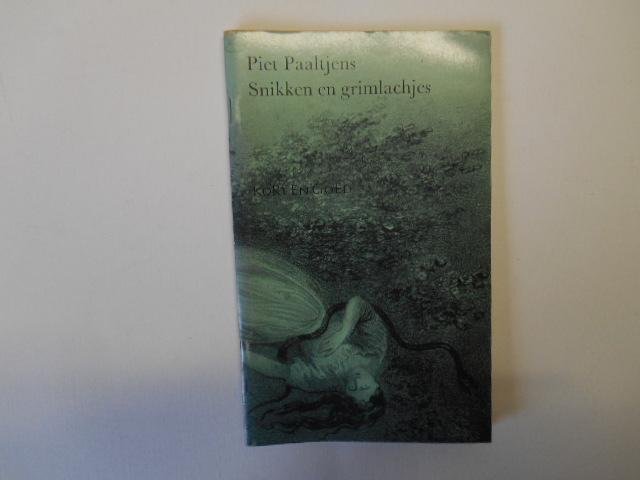 Piet Paaltjens
Snikken en grimlachjes
KORT EN GOED